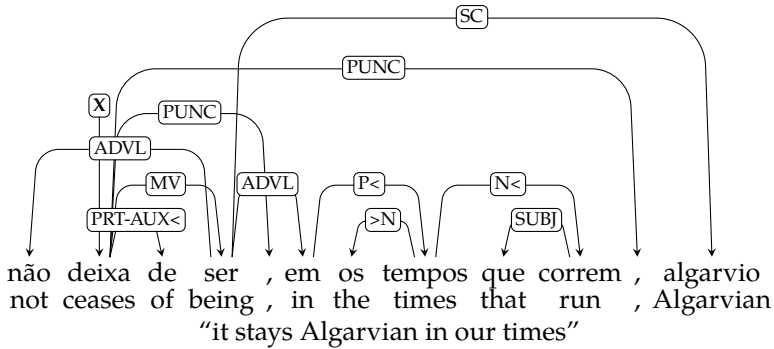 SC
PUNC
X PUNC
ADVL
MV ADVL P< N<
PRT-AUX< >N SUBJ
não deixa de ser , em os tempos que correm , algarvio
not ceases of being , in the times that run , Algarvian
“it stays Algarvian in our times”